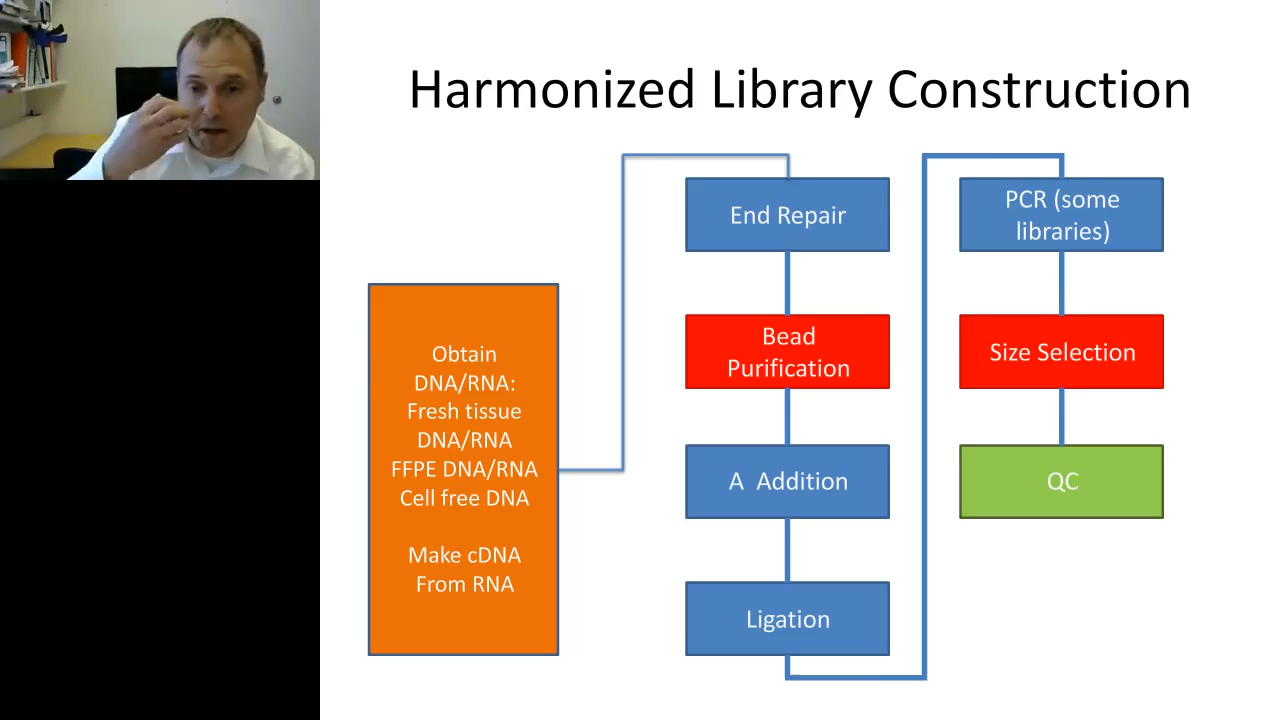 Harmonized Library Construction
Obtain
DNA/RNA:
Fresh tissue
DNA/RNA
FFPE DNA/RNA
Cell free DNA
Make cDNA
From RNA
End Repair
Bead
Purification
A Addition
Ligation
PCR (some
libraries)
Size Selection
QC